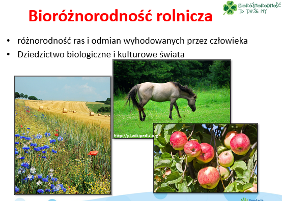 Bioróżnorodność rolnicza
• różnorodność ras i odmian wyhodowanych przez człowieka
• Dziedzictwo biologiczne i kulturowe świata